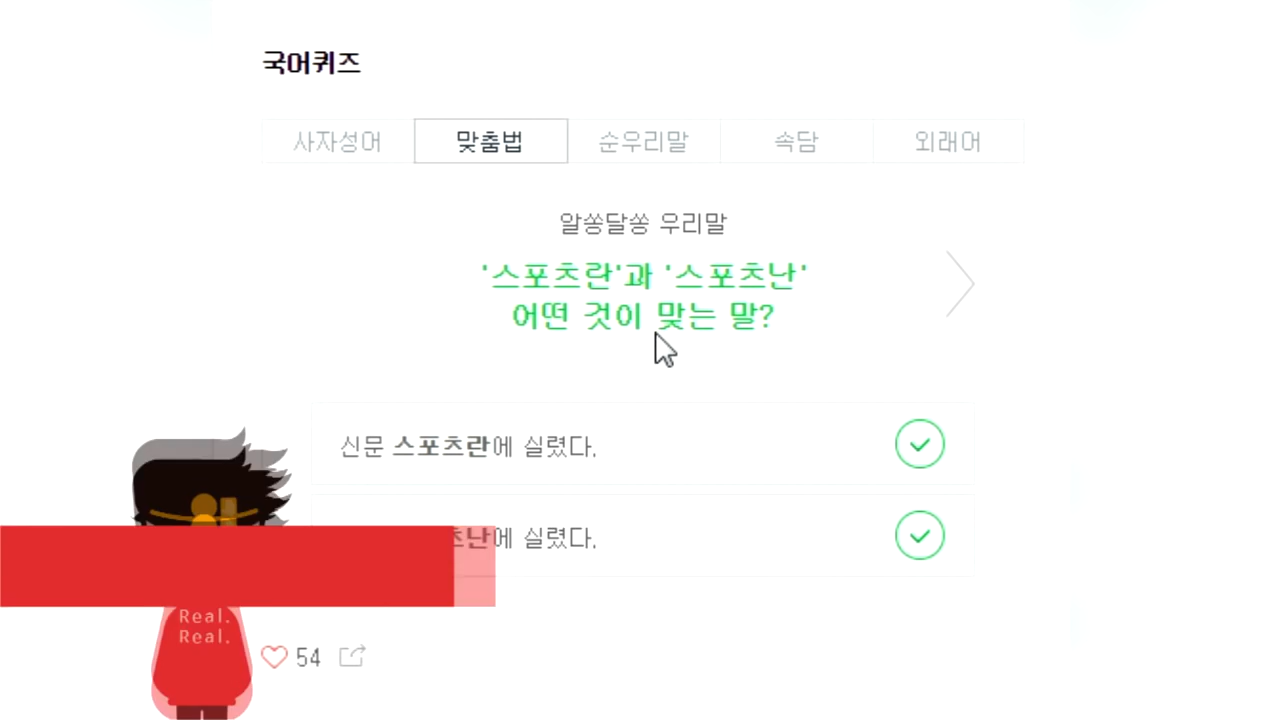 국어퀴즈
사자성어 맞춤법 순우리말 속담 외래어
알쏭달쏭 우리말
'스포츠란'과 '스포츠난'
어떤 것이 맞는 말?
신문 스포츠란에 실렸다.
츠난에 실렸다.
Real.
Real.
54